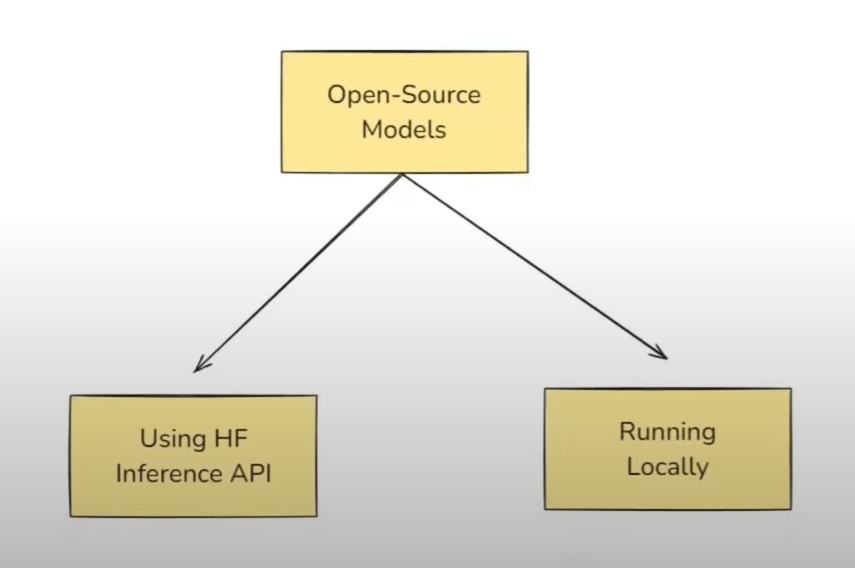 Open-Source
Models
Using HF
Inference API
Running
Locally